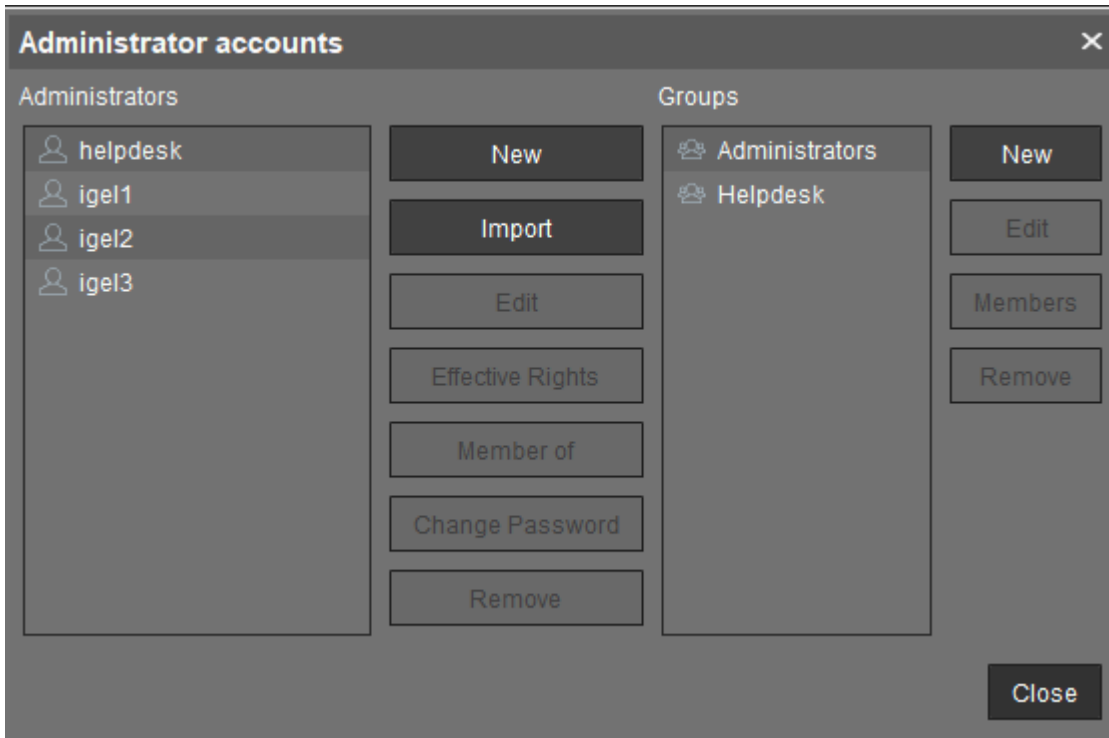 Administrator accounts
Administrators
helpdesk
igel1
igel2
igel3
New
Import
Edit
Effective Rights
Member of
Change Password
Remove
Groups
Administrators
Helpdesk
New
Edit
Members
Remove
Close